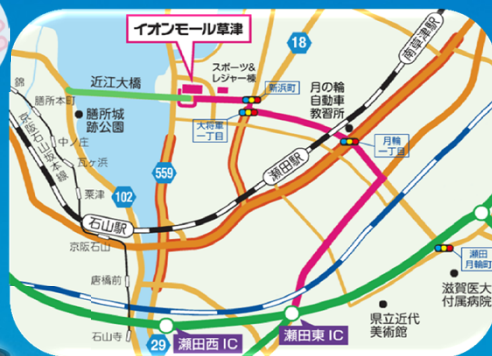 イオンモール草津
18
南草津駅
スポーツ&
レジャー棟
近江大橋
新浜町
月の輪
自動車
教習所
錦
膳所本町
膳所城
跡公園
大将軍
一丁目
月輪
一丁目
京阪石山坂本線
中ノ庄
瓦ヶ浜
瀬田駅
559
粟津
102
石山駅
京阪石山
瀬田
月輪町
唐橋前
滋賀医大
付属病院
県立近代
美術館
石山寺
29
瀬田西IC
瀬田東IC